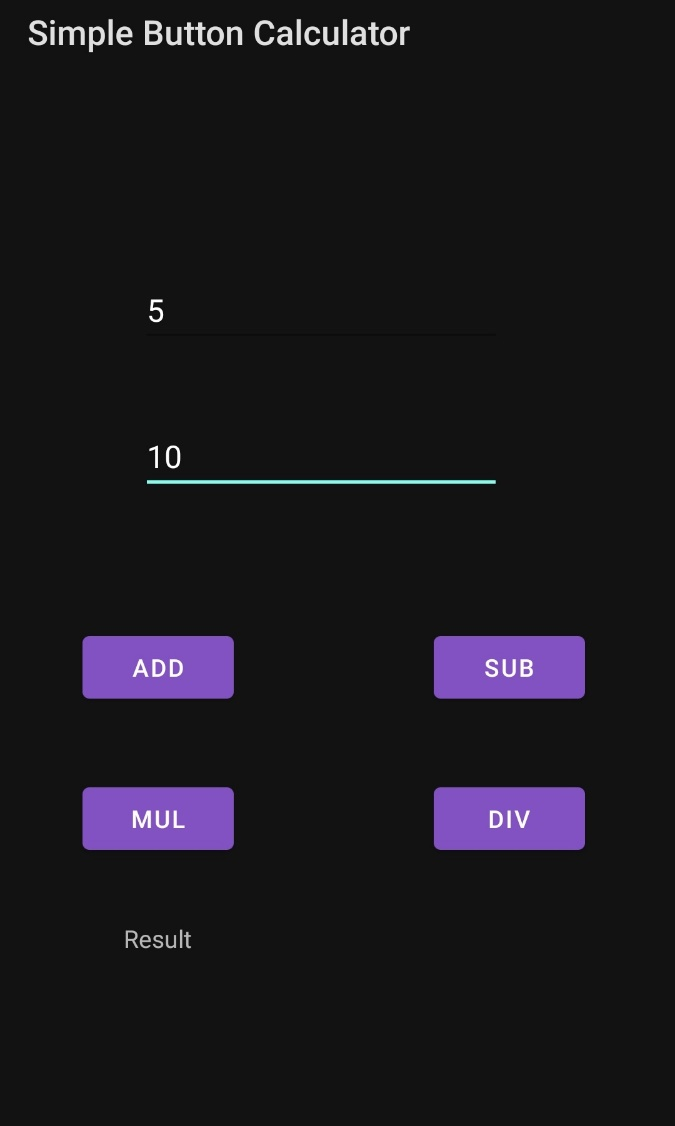 Simple Button Calculator
5
10
ADD
SUB
MUL
DIV
Result